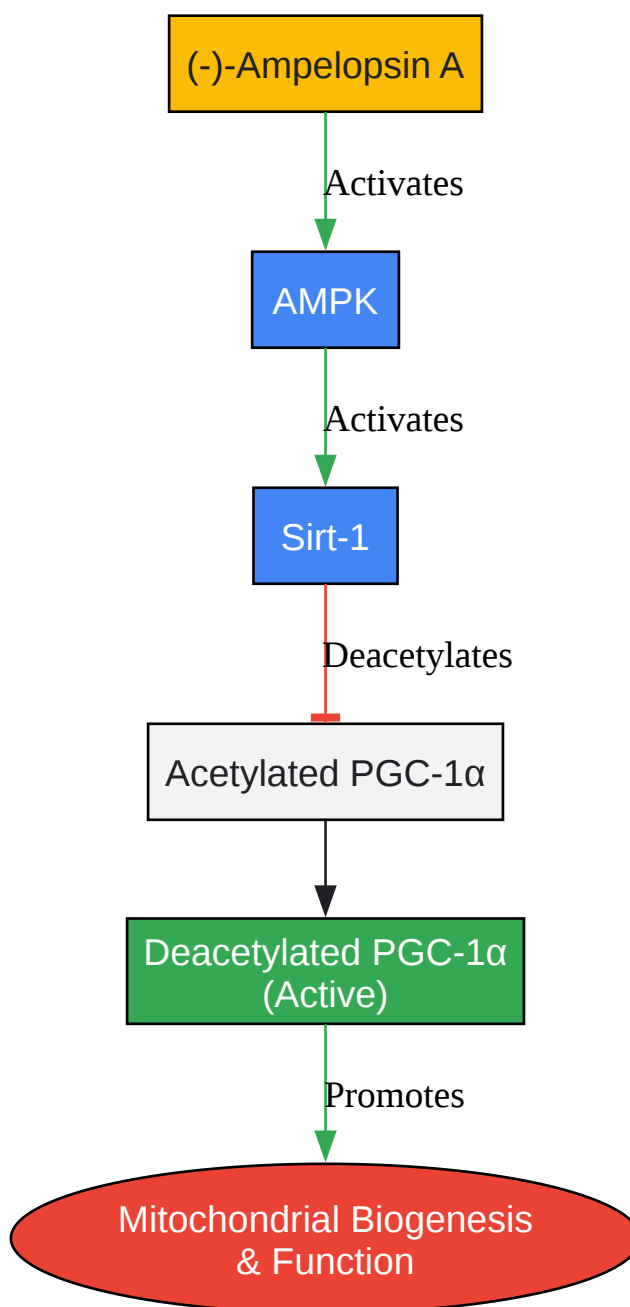 (-)-Ampelopsin A
Activates
AMPK
Activates
Sirt-1
Deacetylates
Acetylated PGC-1α
Deacetylated PGC-1α
(Active)
Promotes
Mitochondrial Biogenesis
& Function